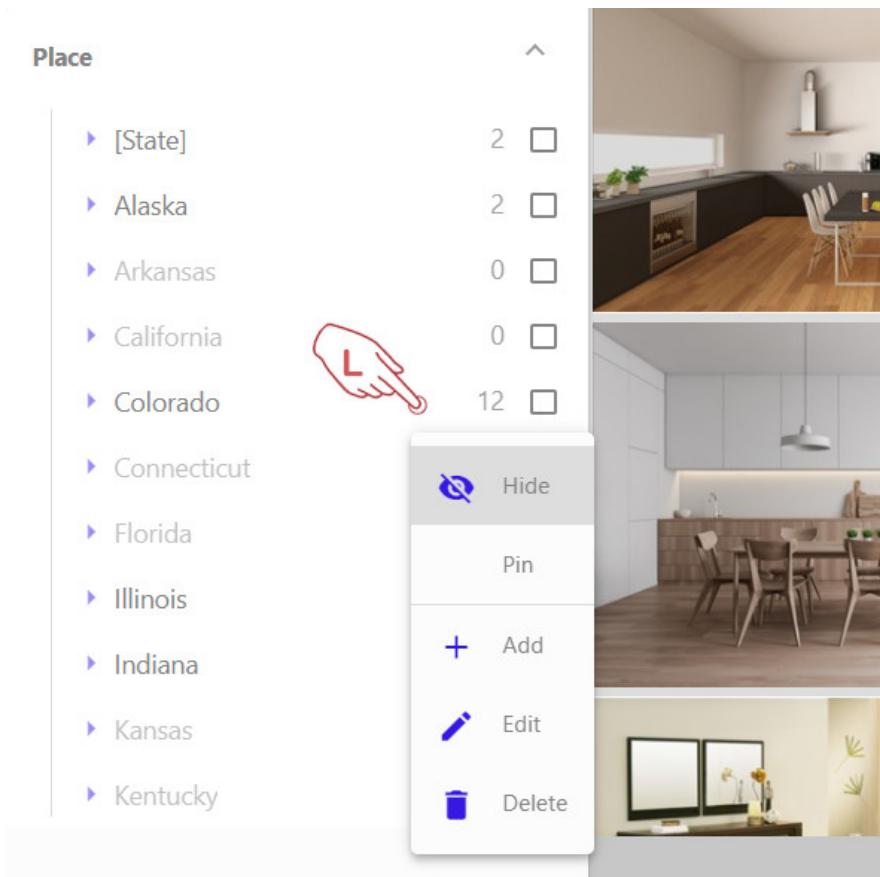 Place
[State] 2
Alaska 2
Arkansas 0
California 0
L
Colorado 12
Connecticut
Hide
Florida
Pin
Illinois
Add
Indiana
Edit
Kansas
Kentucky
Delete